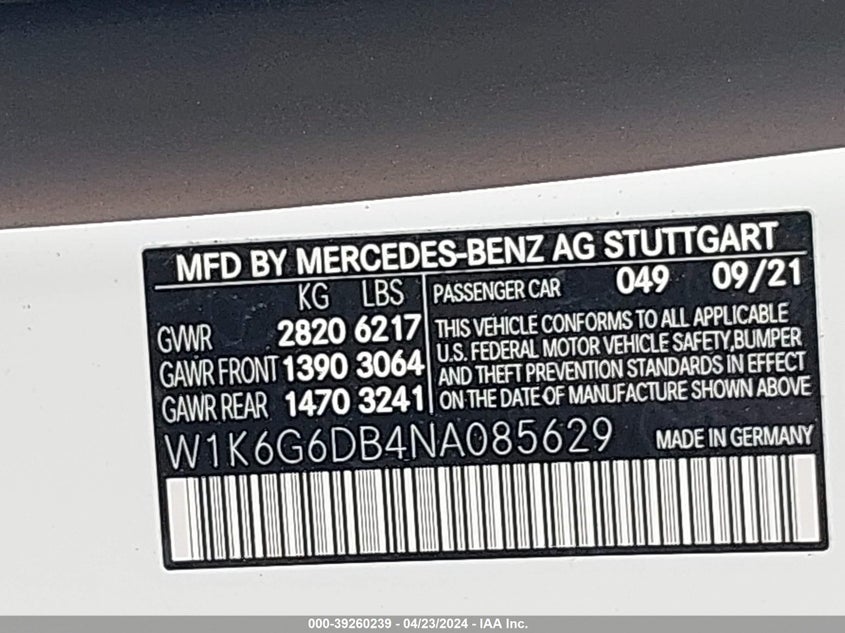 MFD BY MERCEDES-BENZ AG STUTTGART
KG LBS
GVWR 2820 6217
GAWR FRONT 1390 3064
GAWR REAR 1470 3241
PASSENGER CAR 049 09/21
THIS VEHICLE CONFORMS TO ALL APPLICABLE
U.S. FEDERAL MOTOR VEHICLE SAFETY,BUMPER
AND THEFT PREVENTION STANDARDS IN EFFECT
ON THE DATE OF MANUFACTURE SHOWN ABOVE
W1K6G6DB4NA085629 MADE IN GERMANY
000-39260239 - 04/23/2024 - IAA Inc.